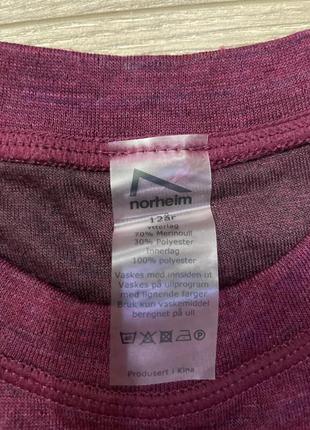 norheim
12år
Ytterlag
70% Merinoull
30% Polyester
Innerlag
100% polyester
Vaskes med innsiden ut
Vaskes på ullprogram
med lignende farger
Bruk kun vaskemiddel
beregnet på ull
Produsert i Kina